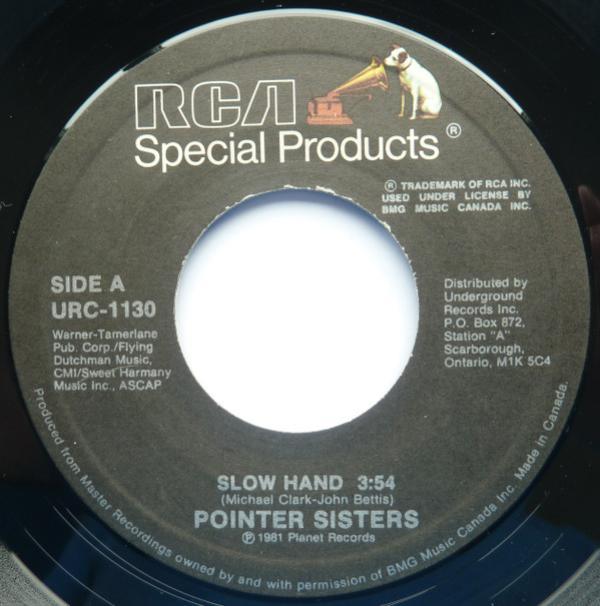 RCA
Special Products ®
® TRADEMARK OF RCA INC.
USED UNDER LICENSE BY
BMG MUSIC CANADA INC.
SIDE A
URC-1130
Warner-Tamerlane
Pub. Corp./Flying
Dutchman Music,
CMI/Sweet Harmany
Music Inc., ASCAP
Distributed by
Underground
Records Inc.
P.O. Box 872,
Station "A"
Scarborough,
Ontario, M1K 5C4
SLOW HAND 3:54
(Michael Clark-John Bettis)
POINTER SISTERS
℗ 1981 Planet Records
Produced from Master Recordings owned by and with permission of BMG Music Canada Inc. Made in Canada.